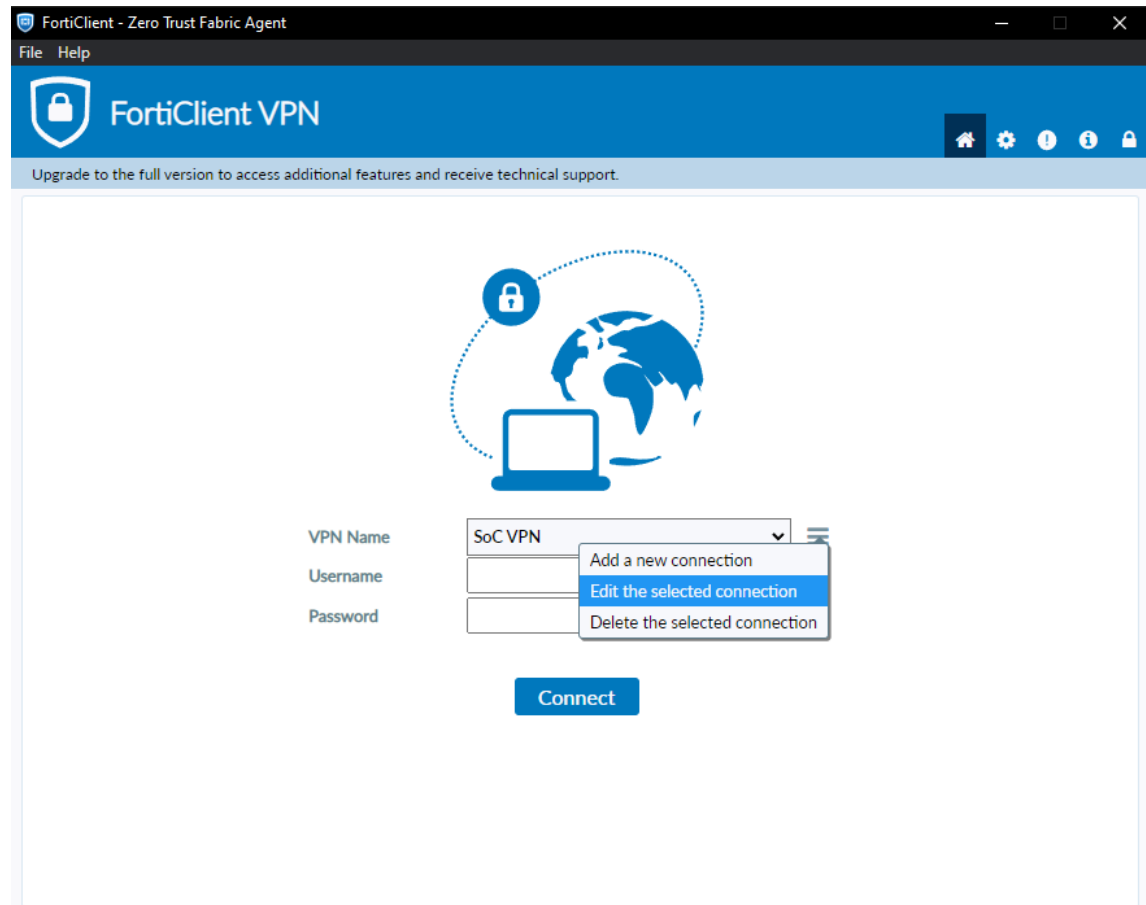 FortiClient - Zero Trust Fabric Agent
File Help
FortiClient VPN
Upgrade to the full version to access additional features and receive technical support.
VPN Name
SoC VPN
Add a new connection
Username
Edit the selected connection
Password
Delete the selected connection
Connect